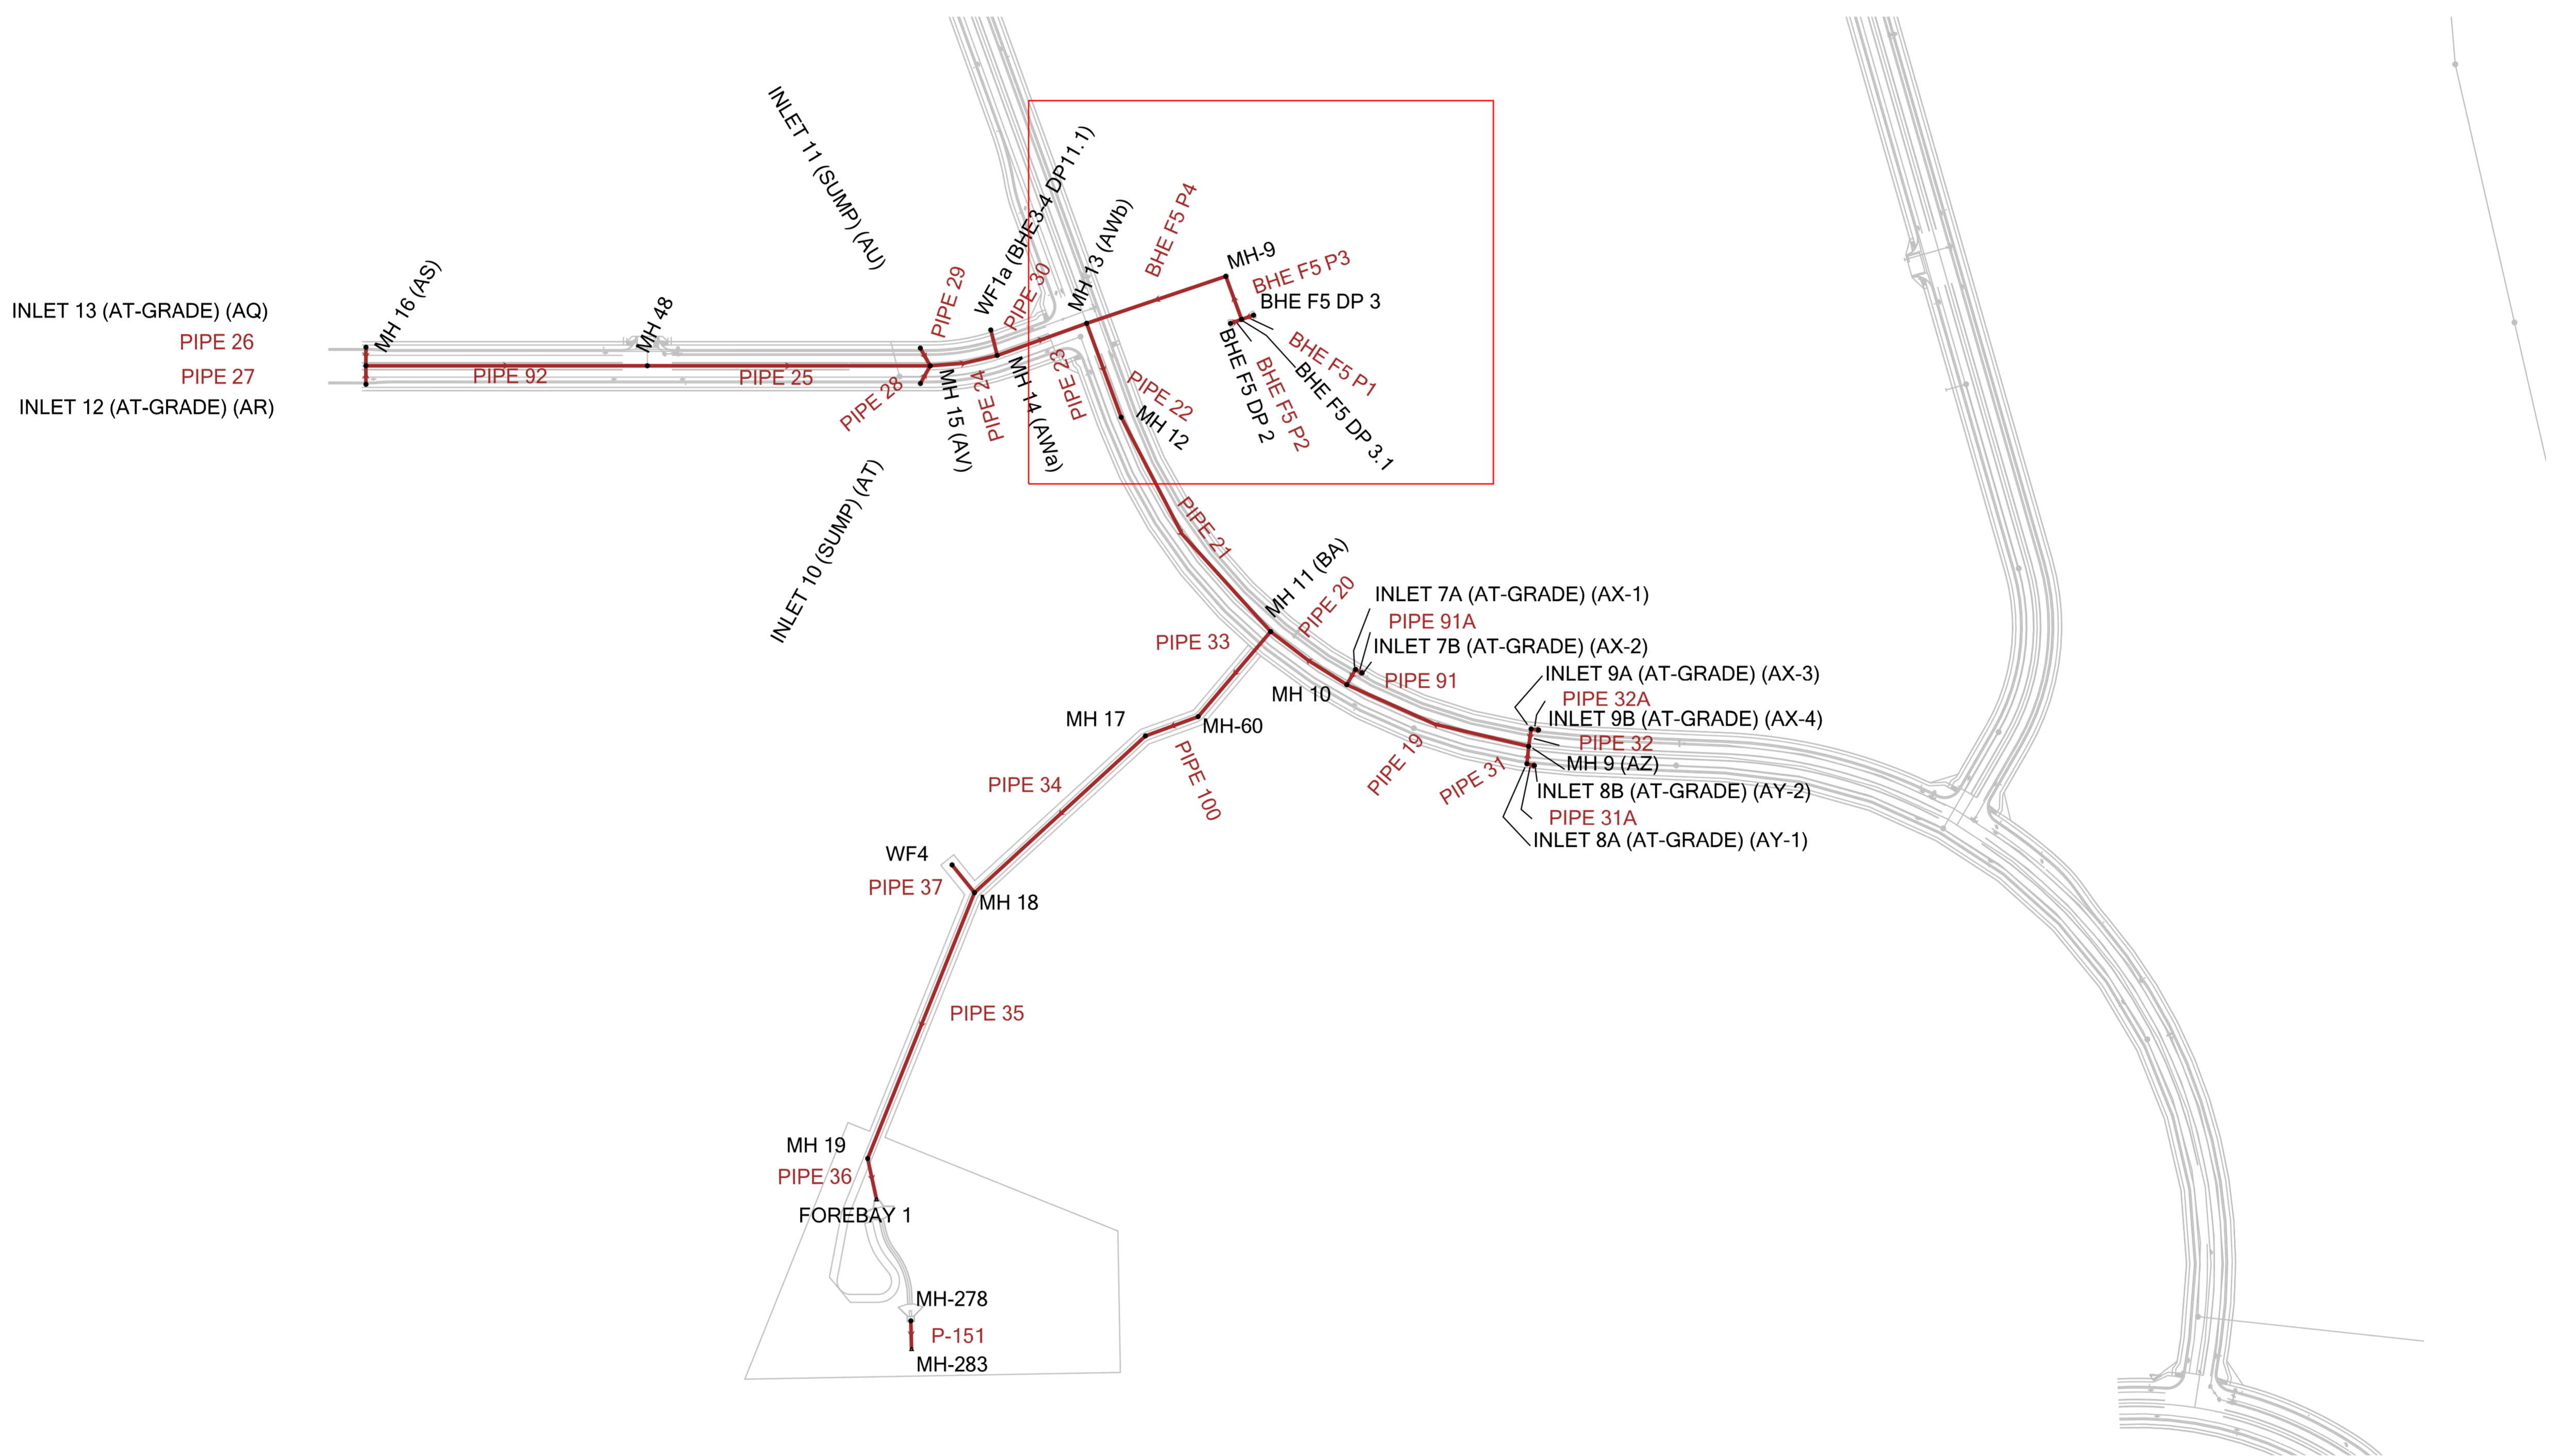 INLET 11 (SUMP) (AU)
WF1a (BHE3-4 DP11.1)
BHE F5 P4
MH 13 (AWb)
MH-9
BHE F5 P3
BHE F5 DP 3
MH 16 (AS)
PIPE 29
PIPE 30
INLET 13 (AT-GRADE) (AQ)
PIPE 26
MH 48
PIPE 27
PIPE 92
PIPE 25
INLET 12 (AT-GRADE) (AR)
PIPE 28
MH 15 (AV)
PIPE 24
MH 14 (AWa)
PIPE 23
PIPE 22
MH 12
BHE F5 DP 2
BHE F5 P2
BHE F5 P1
BHE F5 DP 3.1
INLET 10 (SUMP) (AT)
PIPE 21
MH 11 (BA)
PIPE 20
INLET 7A (AT-GRADE) (AX-1)
PIPE 91A
INLET 7B (AT-GRADE) (AX-2)
PIPE 33
PIPE 91
MH 10
INLET 9A (AT-GRADE) (AX-3)
PIPE 32A
INLET 9B (AT-GRADE) (AX-4)
MH 17
MH-60
PIPE 32
PIPE 19
PIPE 31
MH 9 (AZ)
INLET 8B (AT-GRADE) (AY-2)
PIPE 31A
INLET 8A (AT-GRADE) (AY-1)
PIPE 34
PIPE 100
WF4
PIPE 37
MH 18
PIPE 35
MH 19
PIPE 36
FOREBAY 1
MH-278
P-151
MH-283